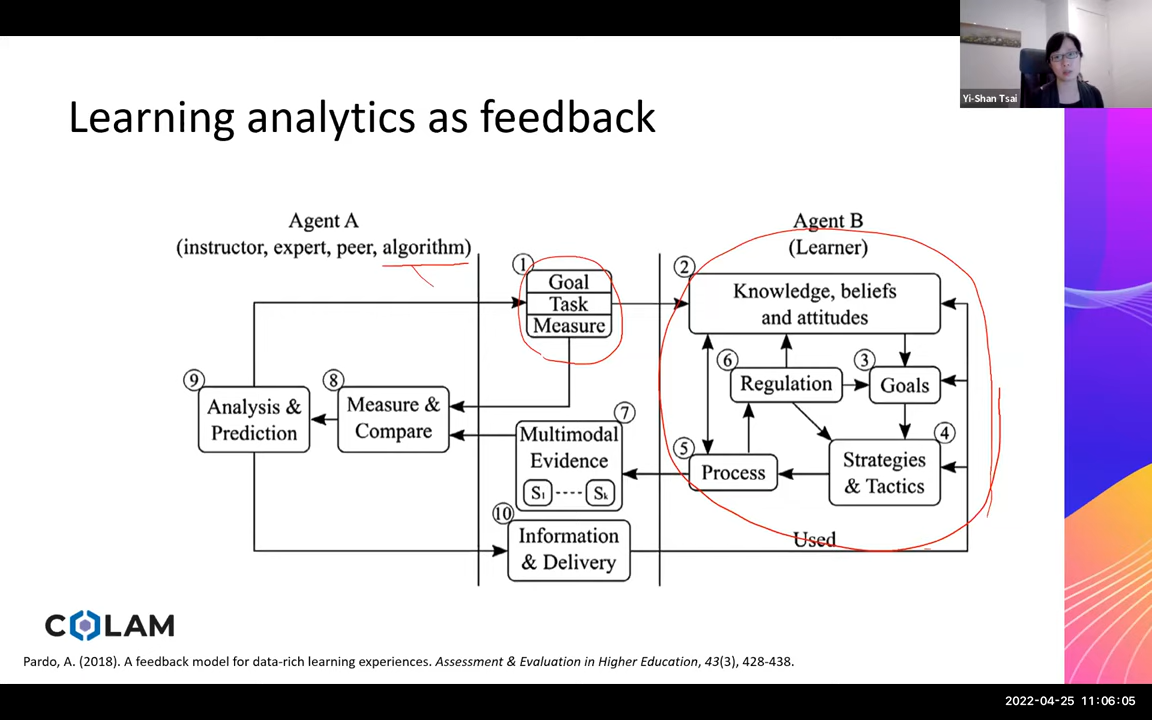 Yi-Shan Tsai
Learning analytics as feedback
Agent A
(instructor, expert, peer, algorithm)
Agent B
(Learner)
1
Goal
Task
Measure
2
Knowledge, beliefs
and attitudes
6
Regulation
3
Goals
9
Analysis &
Prediction
8
Measure &
Compare
7
Multimodal
Evidence
S1 ---- Sk
5
Process
4
Strategies
& Tactics
10
Information
& Delivery
Used
COLAM
Pardo, A. (2018). A feedback model for data-rich learning experiences. Assessment & Evaluation in Higher Education, 43(3), 428-438.
2022-04-25 11:06:05